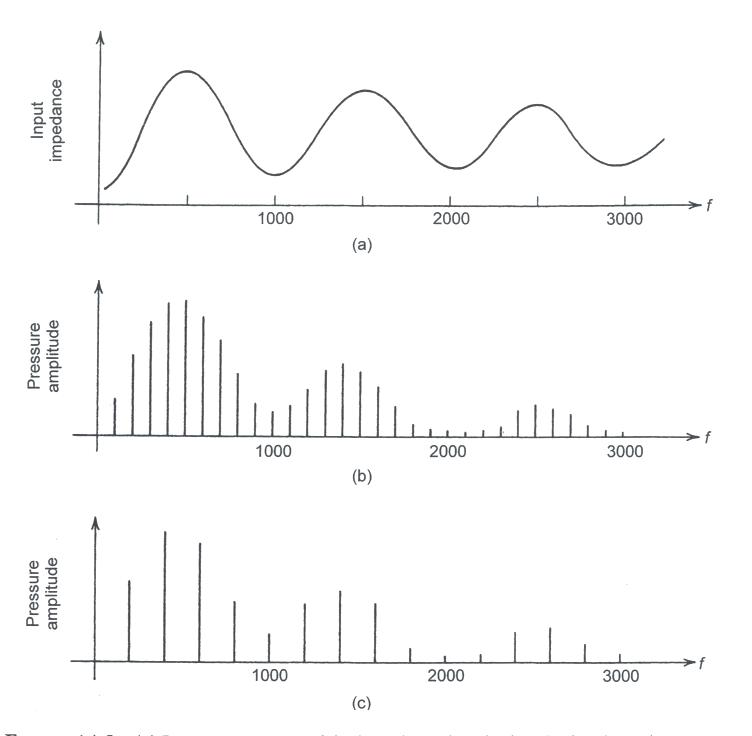 Input
impedance
1000
2000
3000
f
(a)
Pressure
amplitude
1000
2000
3000
f
(b)
Pressure
amplitude
1000
2000
3000
f
(c)